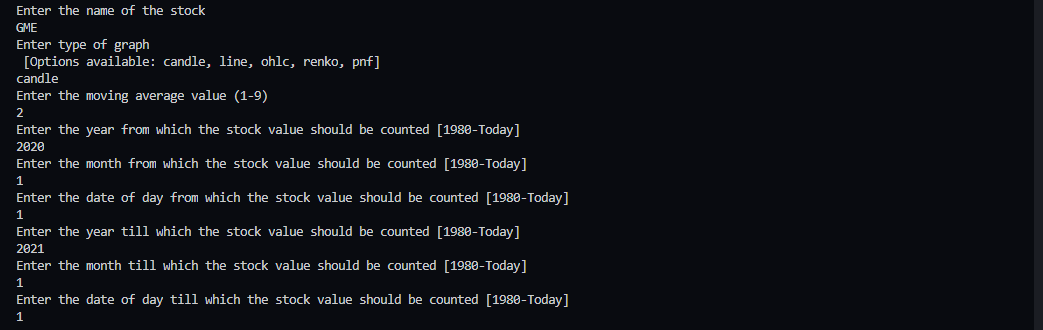 Enter the name of the stock
GME
Enter type of graph
[Options available: candle, line, ohlc, renko, pnf]
candle
Enter the moving average value (1-9)
2
Enter the year from which the stock value should be counted [1980-Today]
2020
Enter the month from which the stock value should be counted [1980-Today]
1
Enter the date of day from which the stock value should be counted [1980-Today]
1
Enter the year till which the stock value should be counted [1980-Today]
2021
Enter the month till which the stock value should be counted [1980-Today]
1
Enter the date of day till which the stock value should be counted [1980-Today]
1